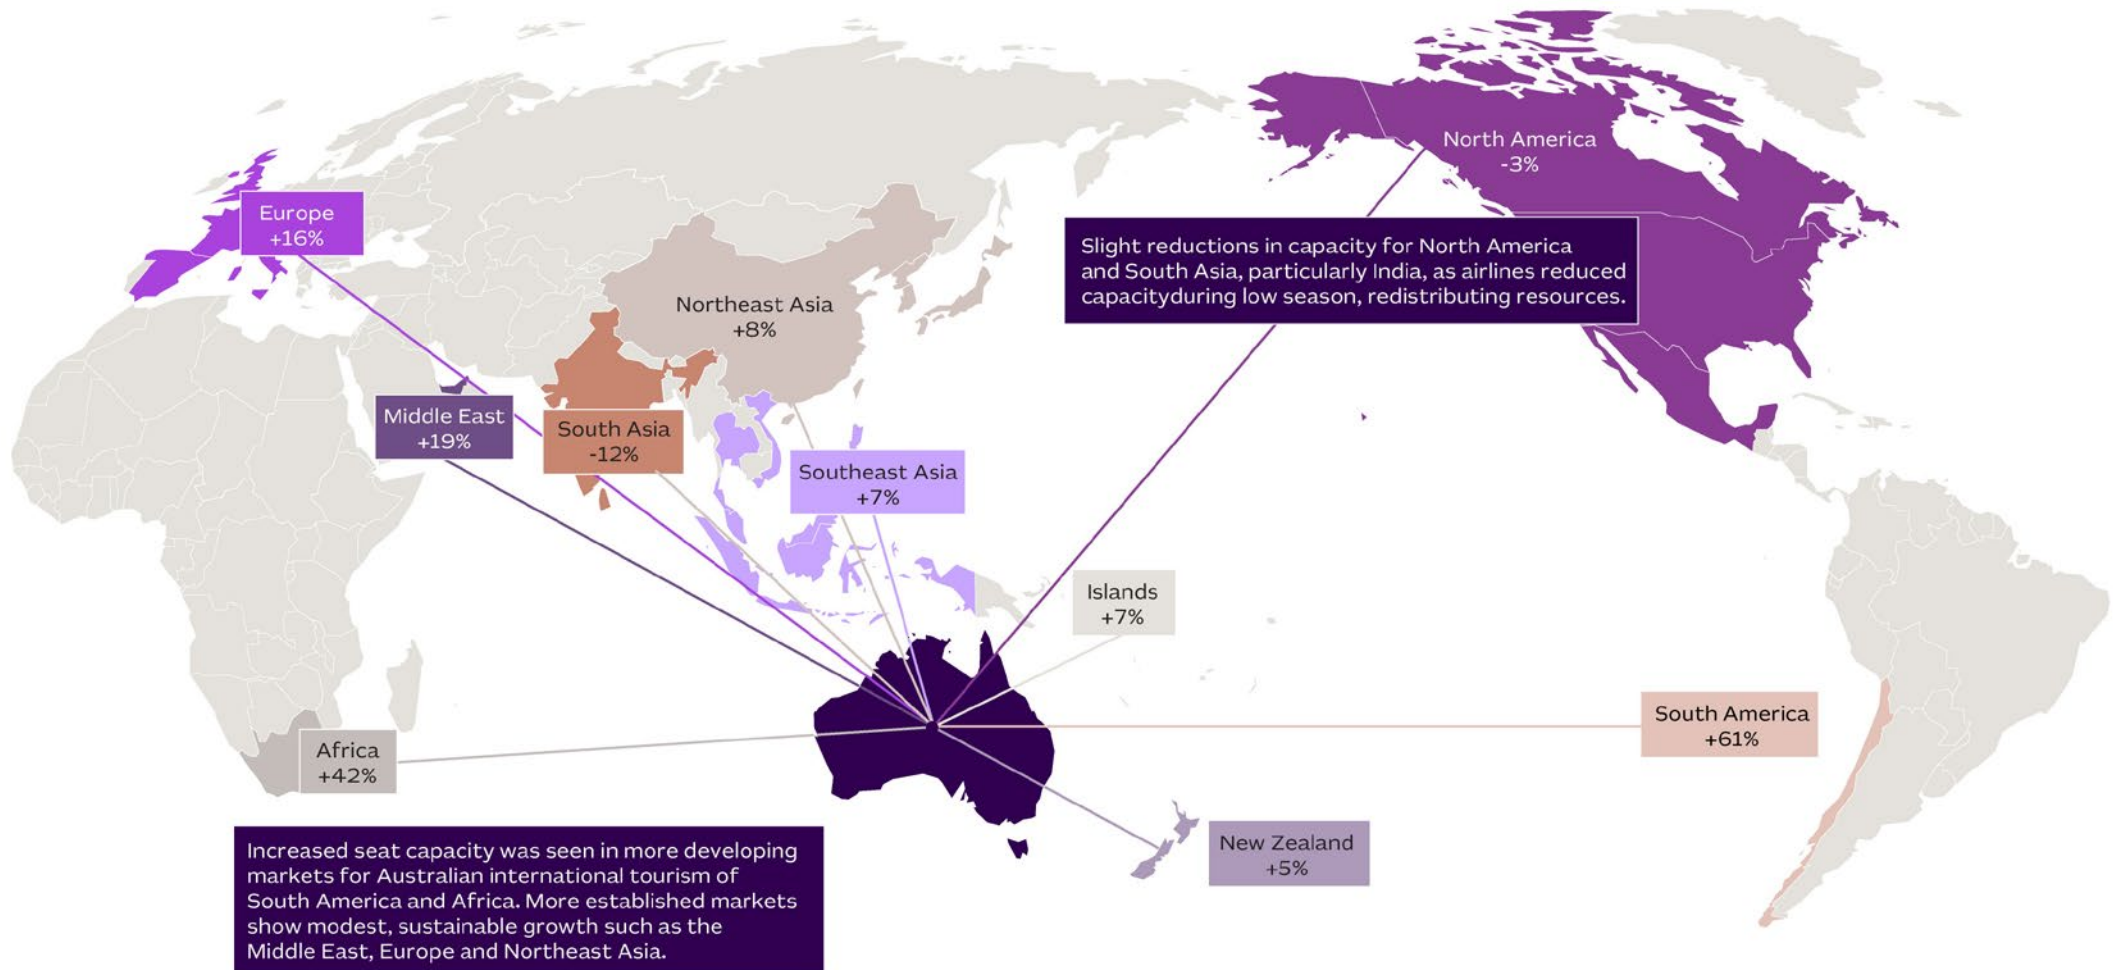 North America
-3%
Europe
+16%
Slight reductions in capacity for North America
and South Asia, particularly India, as airlines reduced
capacityduring low season, redistributing resources.
Northeast Asia
+8%
Middle East
+19%
South Asia
-12%
Southeast Asia
+7%
Islands
+7%
South America
+61%
Africa
+42%
New Zealand
+5%
Increased seat capacity was seen in more developing
markets for Australian international tourism of
South America and Africa. More established markets
show modest, sustainable growth such as the
Middle East, Europe and Northeast Asia.